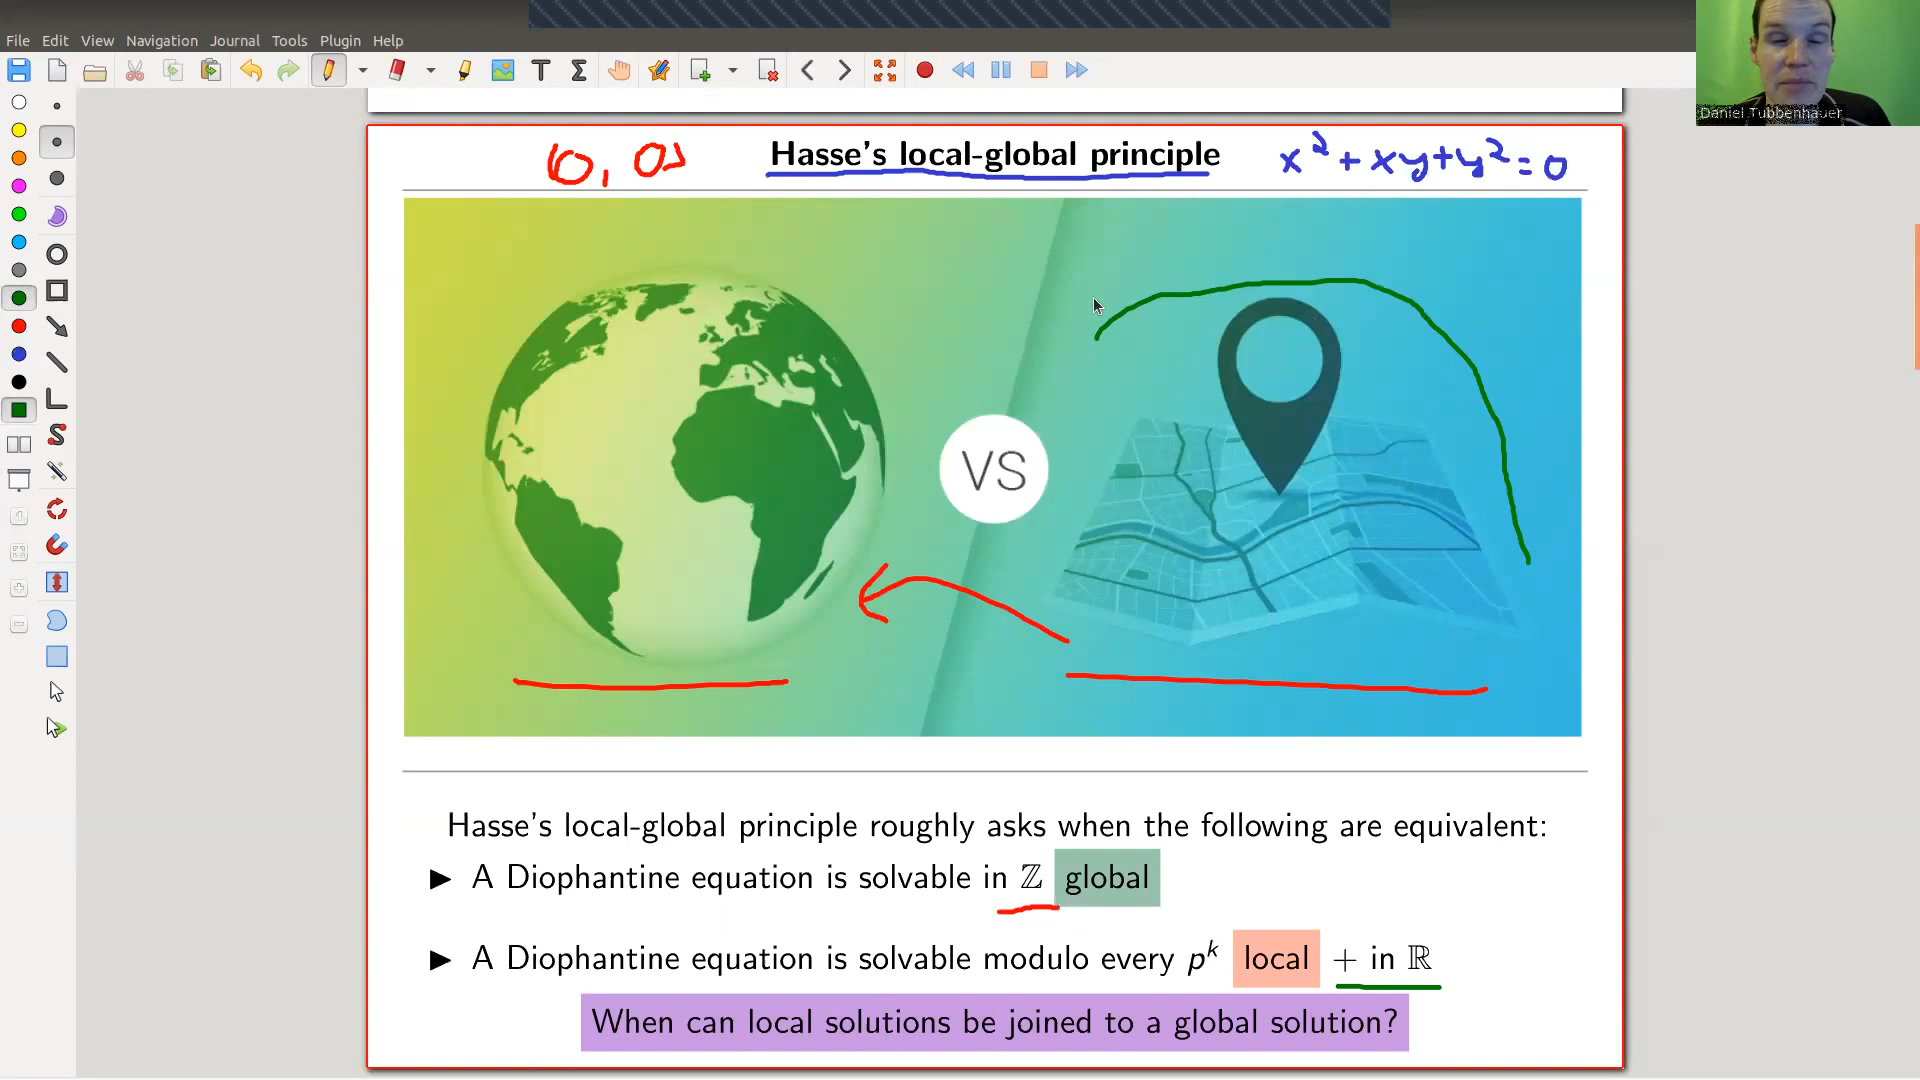 File Edit View Navigation Journal Tools Plugin Help
Daniel Tubbenhauer
(0, 0) Hasse's local-global principle x² + xy + y² = 0
VS
Hasse's local-global principle roughly asks when the following are equivalent:
▶ A Diophantine equation is solvable in ℤ global
▶ A Diophantine equation is solvable modulo every pᵏ local + in ℝ
When can local solutions be joined to a global solution?